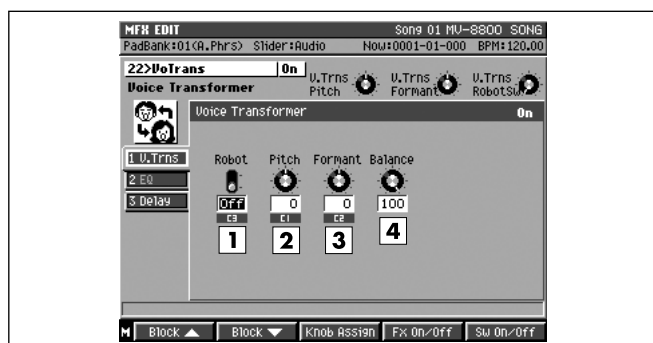 MFX EDIT Song 01 MV-8800 SONG
PadBank:01(A.Phrs) Slider:Audio Now:0001-01-000 BPM:120.00
22>VoTrans On
Voice Transformer
V.Trns Pitch
V.Trns Formant
V.Trns RobotSw
Voice Transformer On
1 V.Trns
2 EQ
3 Delay
Robot Pitch Formant Balance
Off 0 0 100
C3 C1 C2
1 2 3 4
M Block ▲ Block ▼ Knob Assign Fx On/Off Sw On/Off